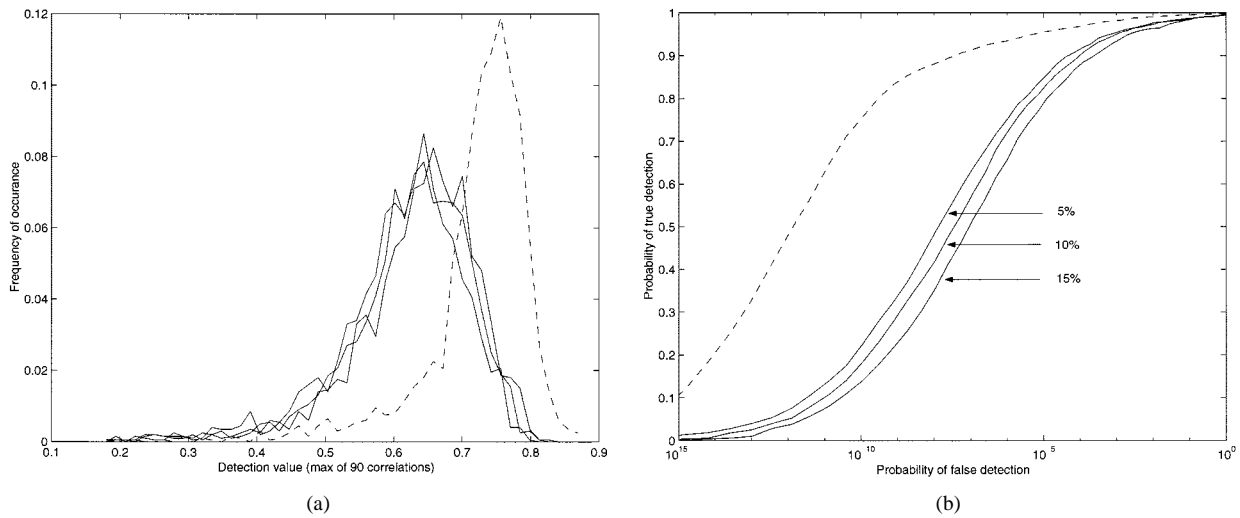 0.12
0.1
0.08
0.06
0.04
0.02
0
Frequency of occurance
0.1 0.2 0.3 0.4 0.5 0.6 0.7 0.8 0.9
Detection value (max of 90 correlations)
(a)
1
0.9
0.8
0.7
0.6
0.5
0.4
0.3
0.2
0.1
0
Probability of true detection
5%
10%
15%
10 15 10 10 10 5 10 0
Probability of false detection
(b)